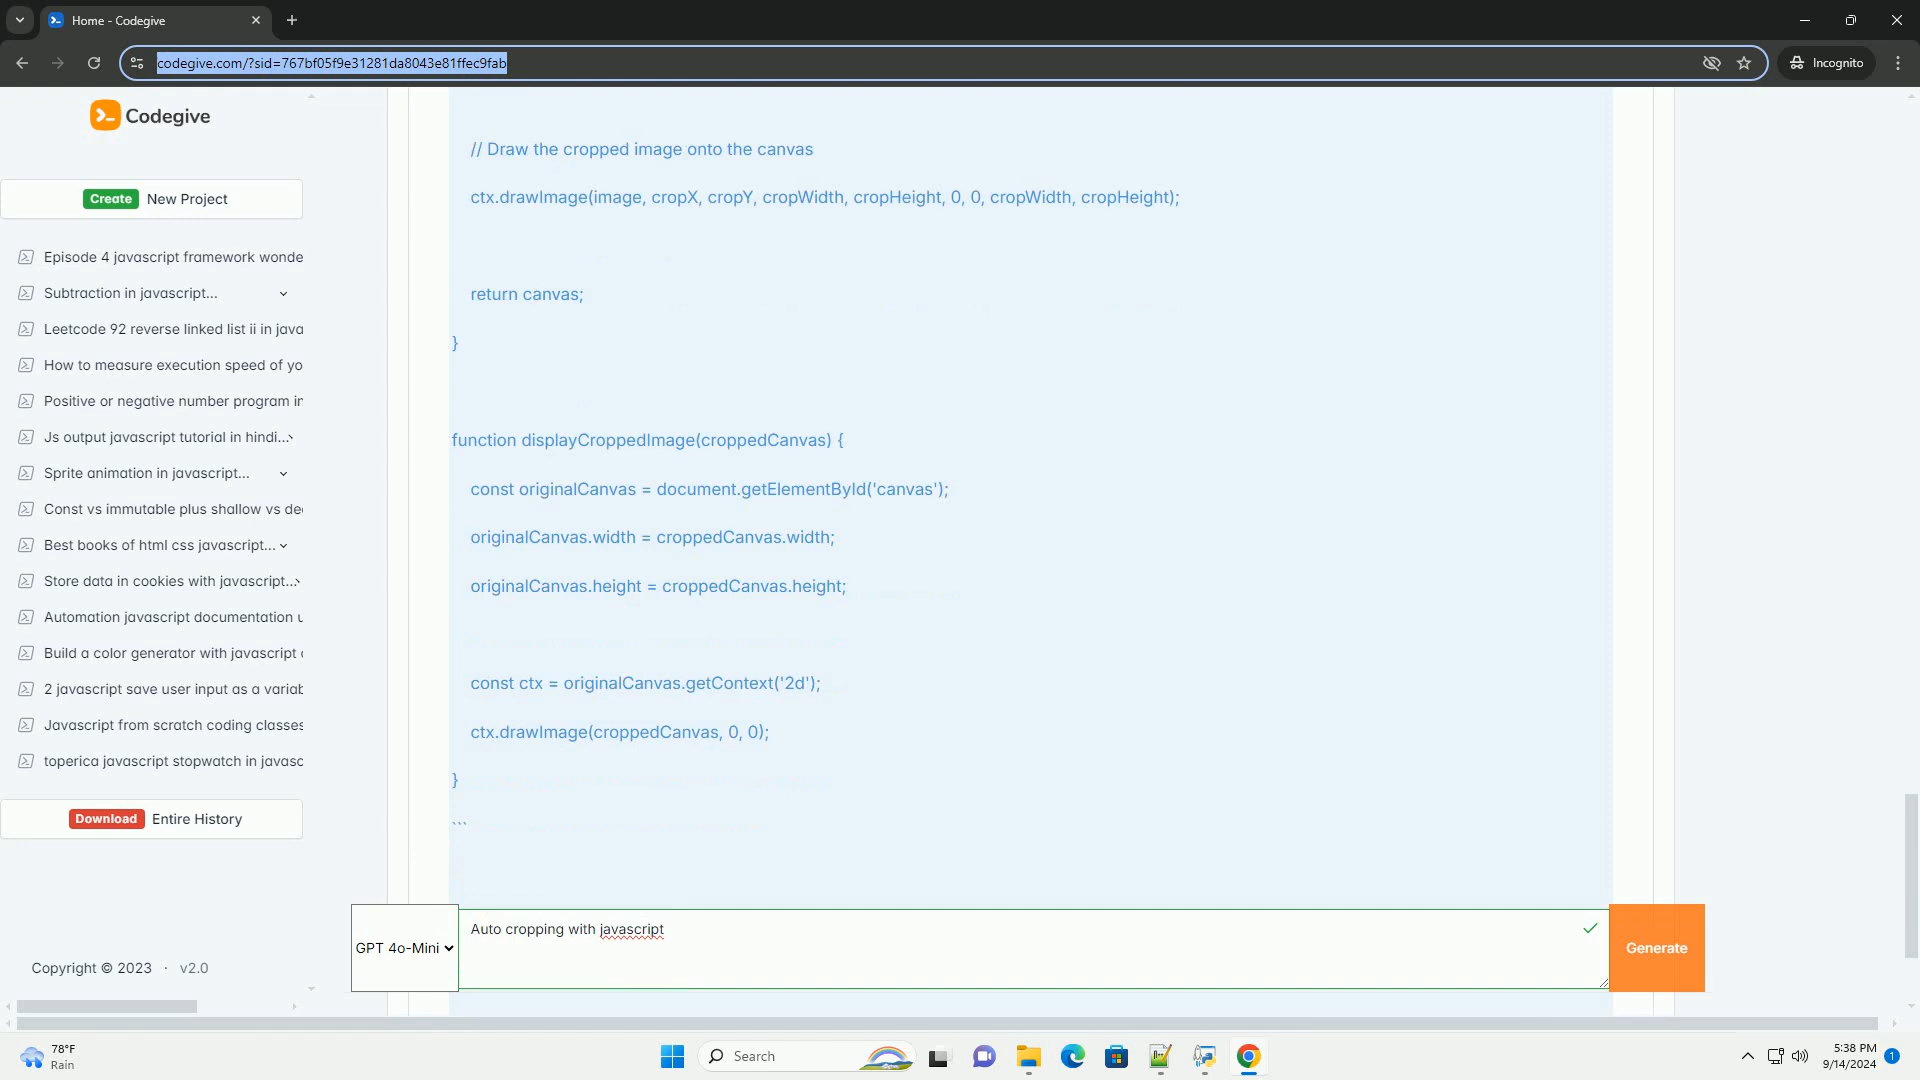 Home - Codegive
codegive.com/?sid=767bf05f9e31281da8043e81ffec9fab
Incognito
Codegive
Create New Project
Episode 4 javascript framework wonde
Subtraction in javascript...
Leetcode 92 reverse linked list ii in java
How to measure execution speed of yo
Positive or negative number program in
Js output javascript tutorial in hindi...
Sprite animation in javascript...
Const vs immutable plus shallow vs dee
Best books of html css javascript...
Store data in cookies with javascript...
Automation javascript documentation u
Build a color generator with javascript
2 javascript save user input as a variab
Javascript from scratch coding classes
toperica javascript stopwatch in javasc
Download Entire History
Copyright © 2023 · v2.0
// Draw the cropped image onto the canvas
ctx.drawImage(image, cropX, cropY, cropWidth, cropHeight, 0, 0, cropWidth, cropHeight);
return canvas;
}
function displayCroppedImage(croppedCanvas) {
const originalCanvas = document.getElementById('canvas');
originalCanvas.width = croppedCanvas.width;
originalCanvas.height = croppedCanvas.height;
const ctx = originalCanvas.getContext('2d');
ctx.drawImage(croppedCanvas, 0, 0);
}
```
GPT 4o-Mini
Auto cropping with javascript
Generate
78°F
Rain
Search
5:38 PM
9/14/2024
1